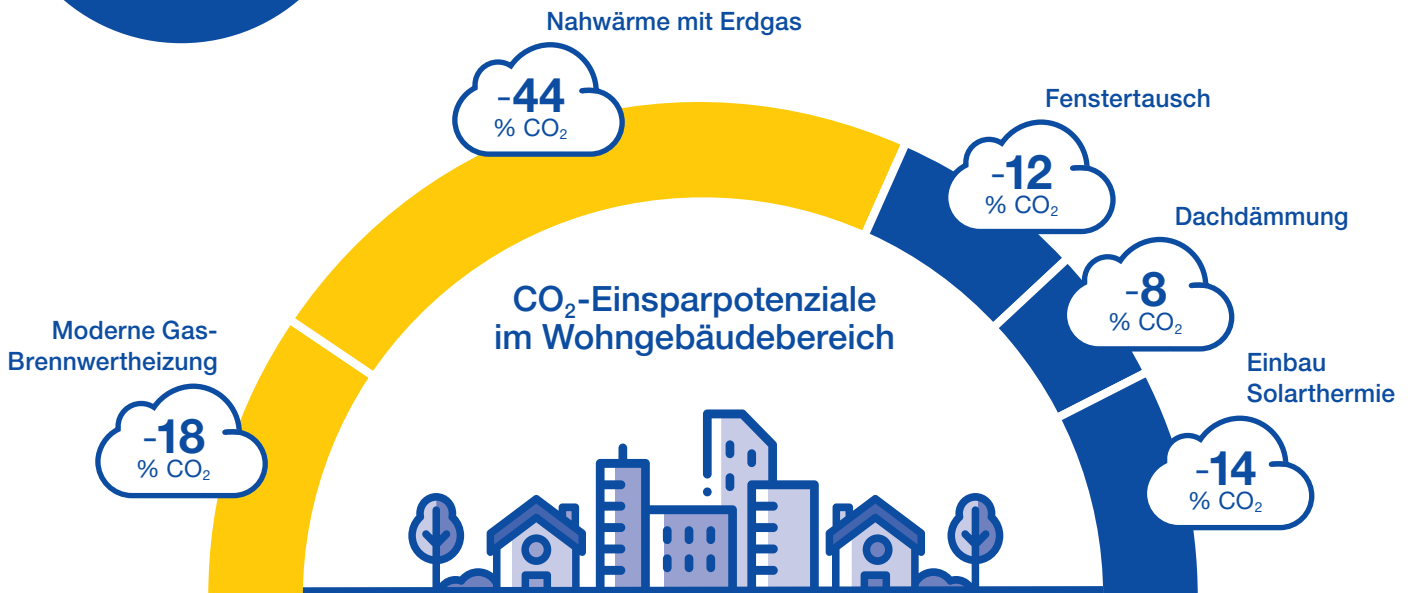 Nahwärme mit Erdgas
-44
% CO₂
Fenstertausch
-12
% CO₂
Dachdämmung
-8
% CO₂
CO₂-Einsparpotenziale
im Wohngebäudebereich
Moderne Gas-
Brennwertheizung
-18
% CO₂
Einbau
Solarthermie
-14
% CO₂